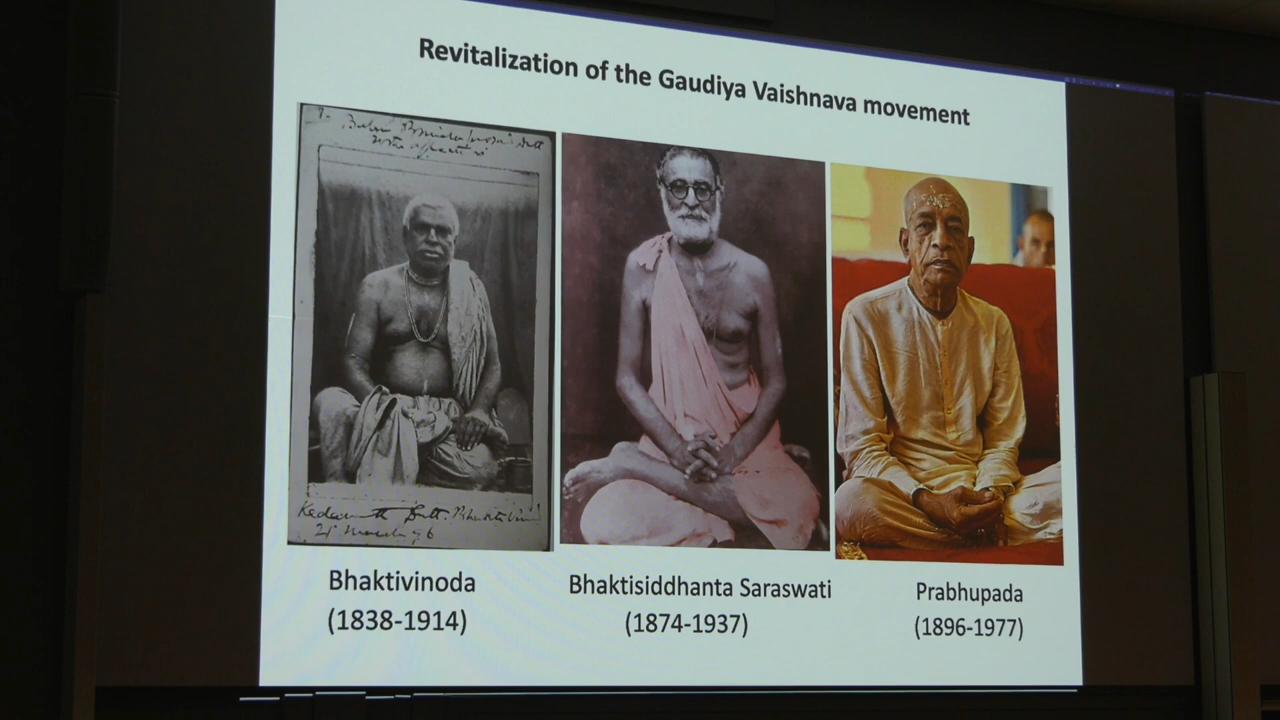 Revitalization of the Gaudiya Vaishnava movement
Bhaktivinoda
(1838-1914)
Bhaktisiddhanta Saraswati
(1874-1937)
Prabhupada
(1896-1977)